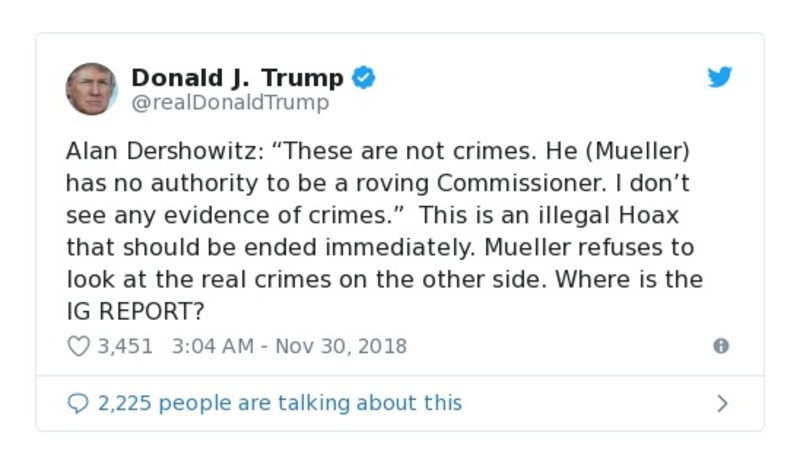 Donald J. Trump
@realDonaldTrump
Alan Dershowitz: “These are not crimes. He (Mueller)
has no authority to be a roving Commissioner. I don’t
see any evidence of crimes.”  This is an illegal Hoax
that should be ended immediately. Mueller refuses to
look at the real crimes on the other side. Where is the
IG REPORT?
3,451 3:04 AM - Nov 30, 2018
2,225 people are talking about this